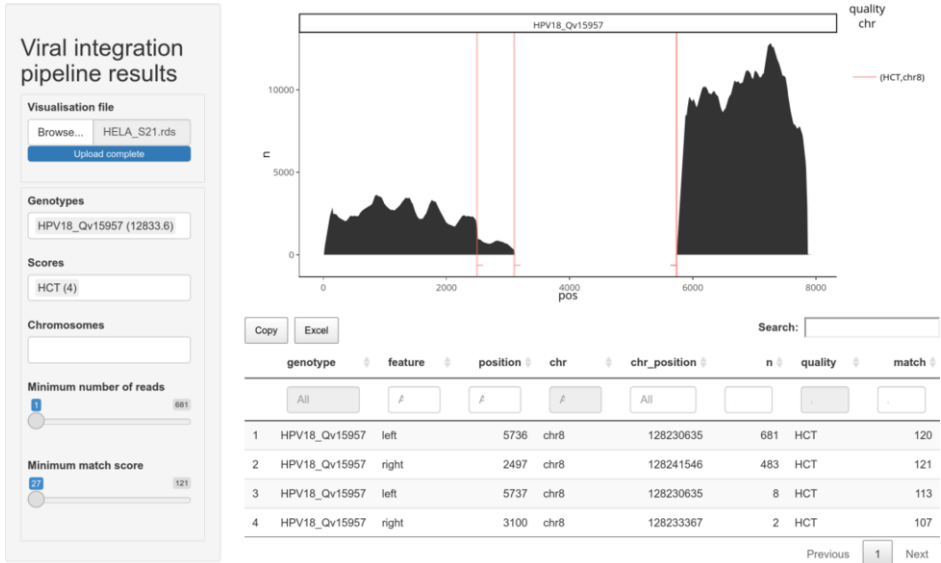 Viral integration
pipeline results
Visualisation file
Browse... HELA_S21.rds
Upload complete
Genotypes
HPV18_Qv15957 (12833.6)
Scores
HCT (4)
Chromosomes
Minimum number of reads
1 681
Minimum match score
27 121
HPV18_Qv15957
10000
5000
0
n
0 2000 4000 6000 8000
pos
quality
chr
(HCT,chr8)
Copy Excel Search:
genotype feature position chr chr_position n quality match
All All
1 HPV18_Qv15957 left 5736 chr8 128230635 681 HCT 120
2 HPV18_Qv15957 right 2497 chr8 128241546 483 HCT 121
3 HPV18_Qv15957 left 5737 chr8 128230635 8 HCT 113
4 HPV18_Qv15957 right 3100 chr8 128233367 2 HCT 107
Previous 1 Next